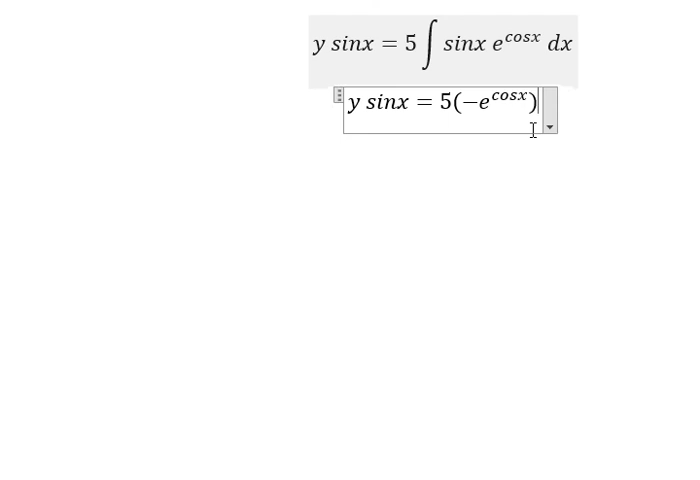 y sinx = 5 ∫ sinx e^{cosx} dx
y sinx = 5(−e^{cosx})